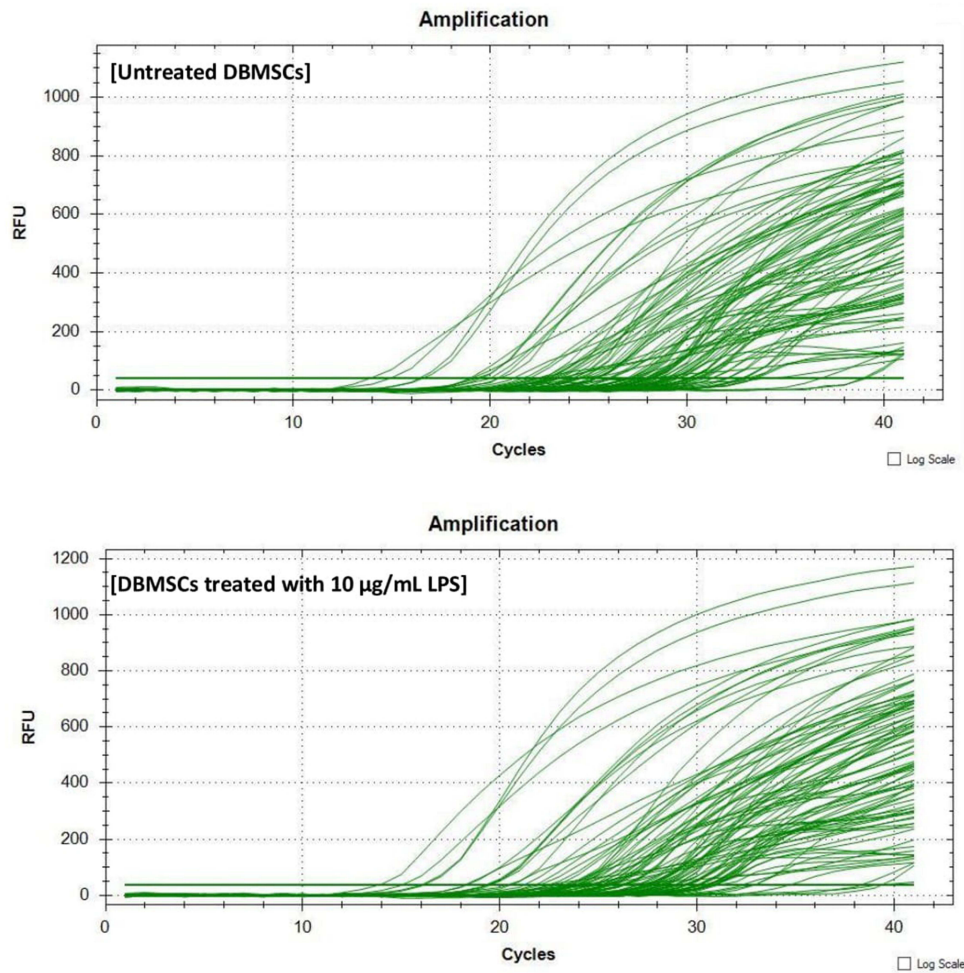 Amplification
[Untreated DBMSCs]
1000
800
600
400
200
0
RFU
0 10 20 30 40
Cycles
Log Scale
Amplification
1200
[DBMSCs treated with 10 µg/mL LPS]
1000
800
600
400
200
0
RFU
0 10 20 30 40
Cycles
Log Scale